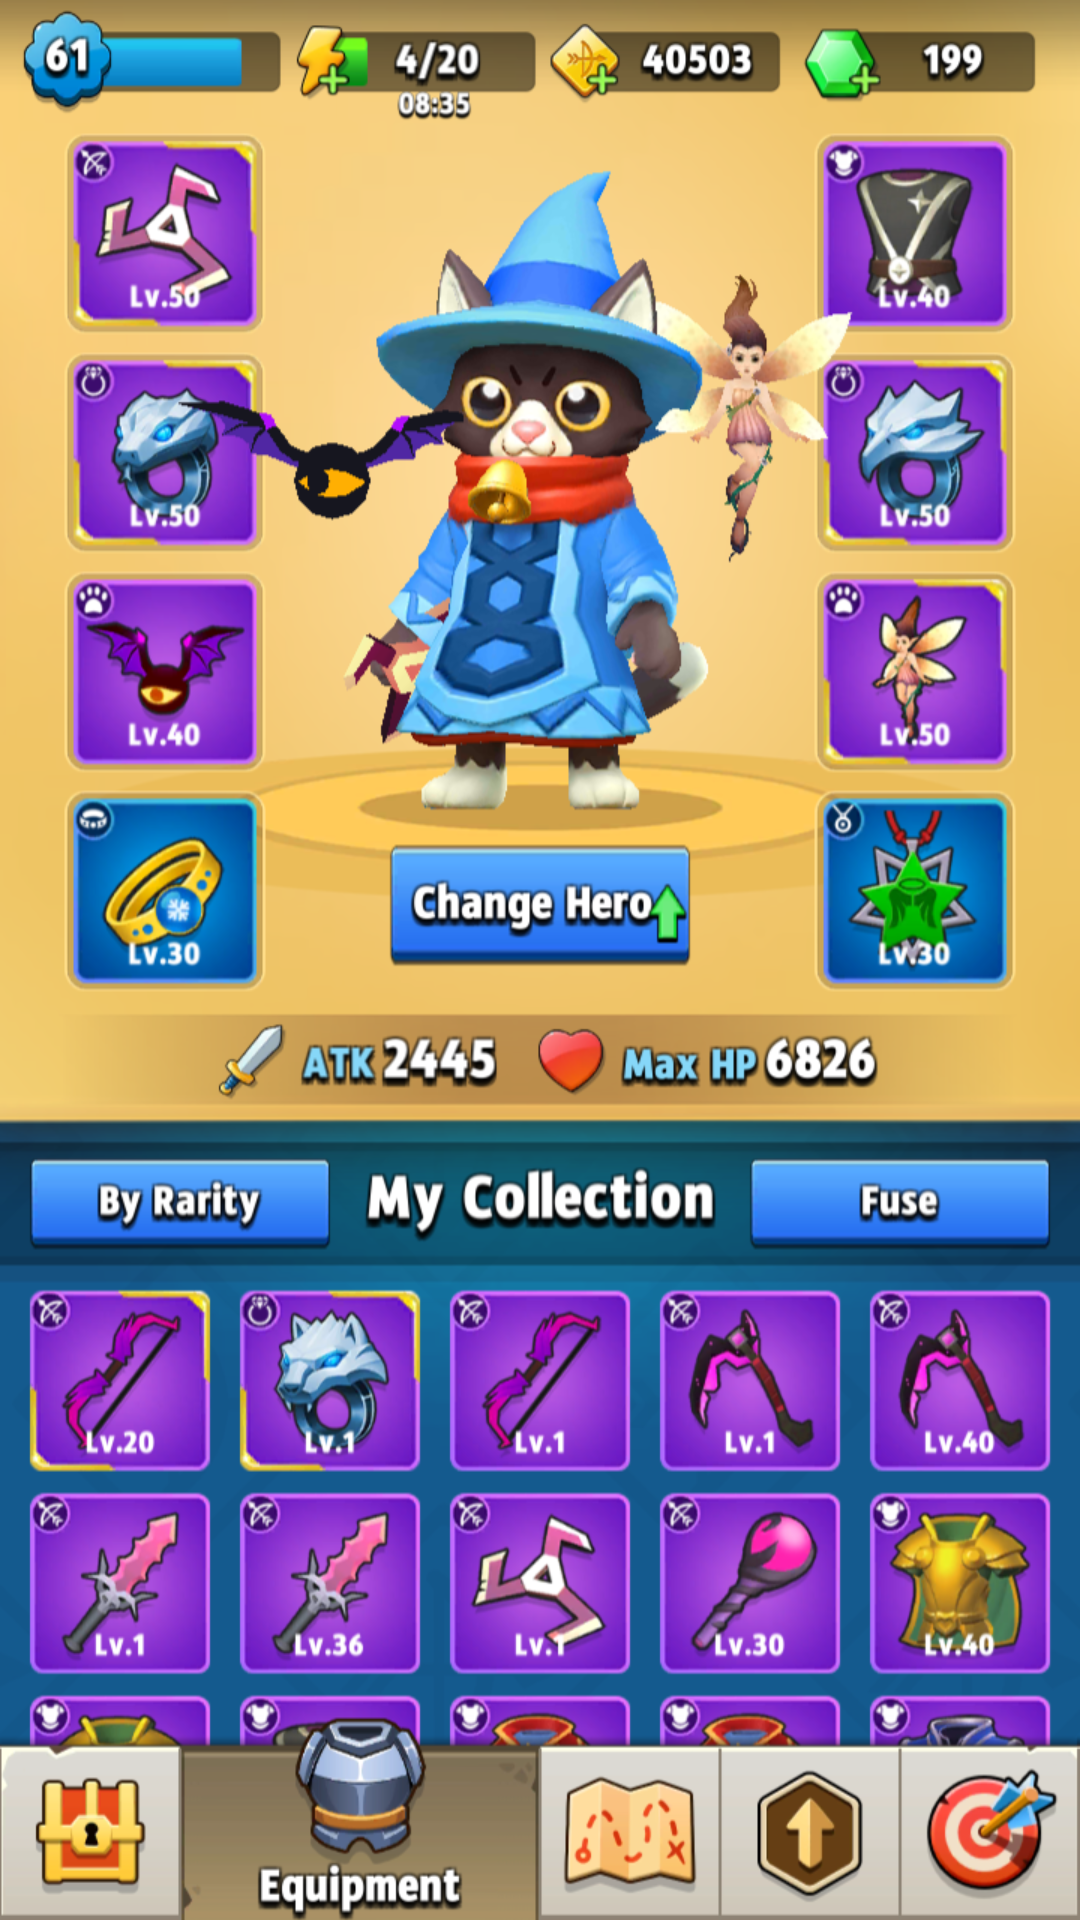 61
4/20
08:35
40503
199
Lv.50
Lv.40
Lv.50
Lv.50
Lv.40
Lv.50
Lv.30
Lv.30
Change Hero
ATK 2445
Max HP 6826
By Rarity
My Collection
Fuse
Lv.20
Lv.1
Lv.1
Lv.1
Lv.40
Lv.1
Lv.36
Lv.1
Lv.30
Lv.40
Equipment